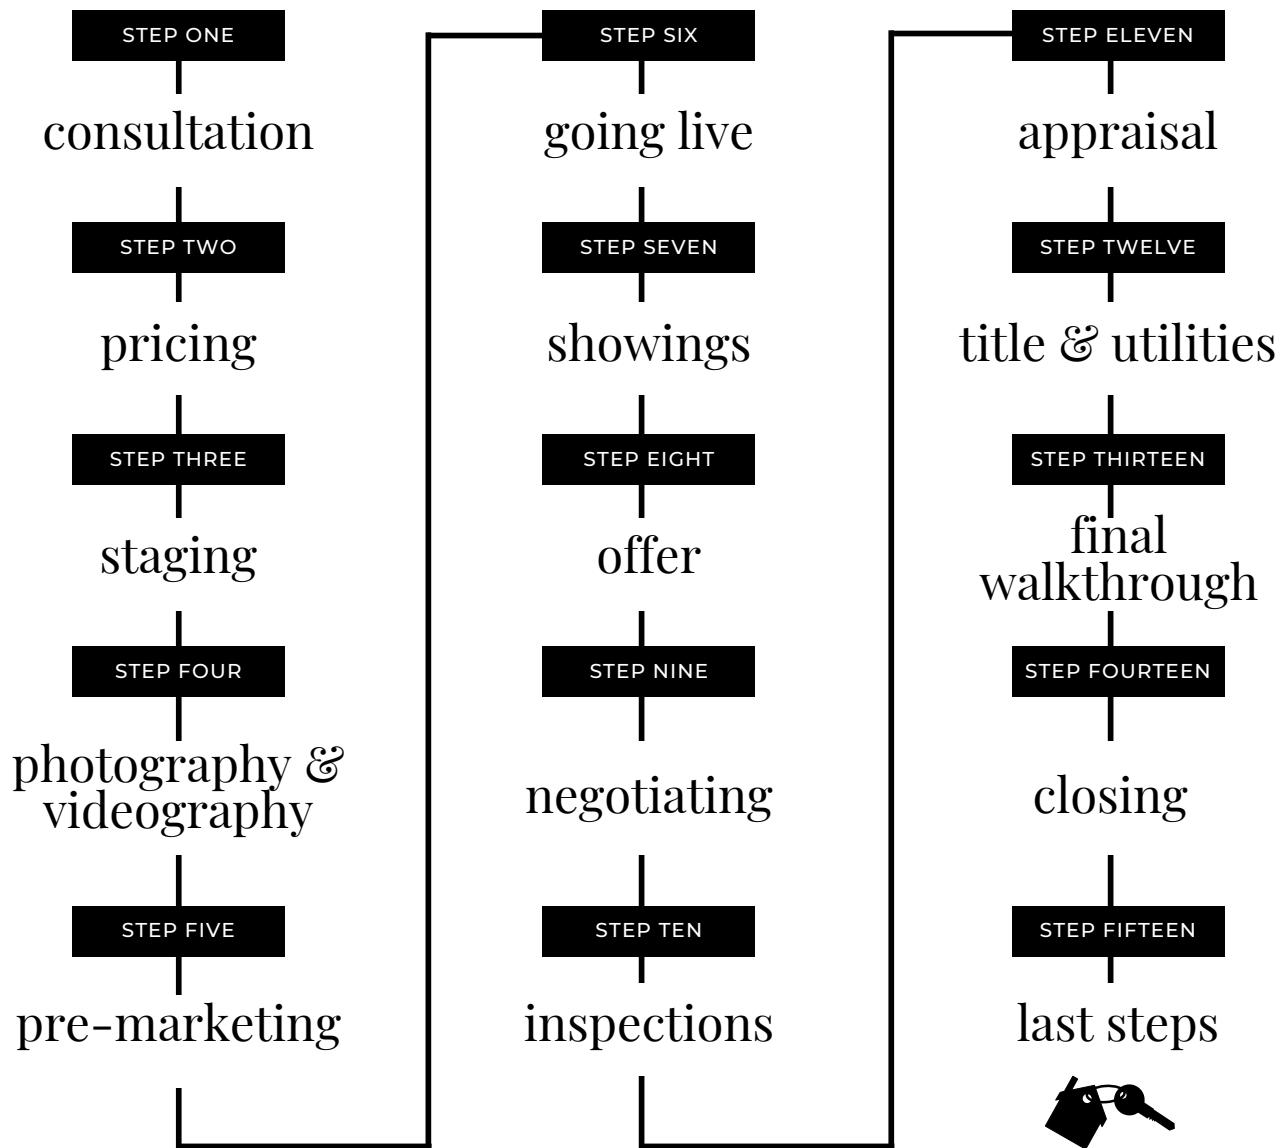 STEP ONE
consultation
STEP TWO
pricing
STEP THREE
staging
STEP FOUR
photography &
videography
STEP FIVE
pre-marketing
STEP SIX
going live
STEP SEVEN
showings
STEP EIGHT
offer
STEP NINE
negotiating
STEP TEN
inspections
STEP ELEVEN
appraisal
STEP TWELVE
title & utilities
STEP THIRTEEN
final
walkthrough
STEP FOURTEEN
closing
STEP FIFTEEN
last steps